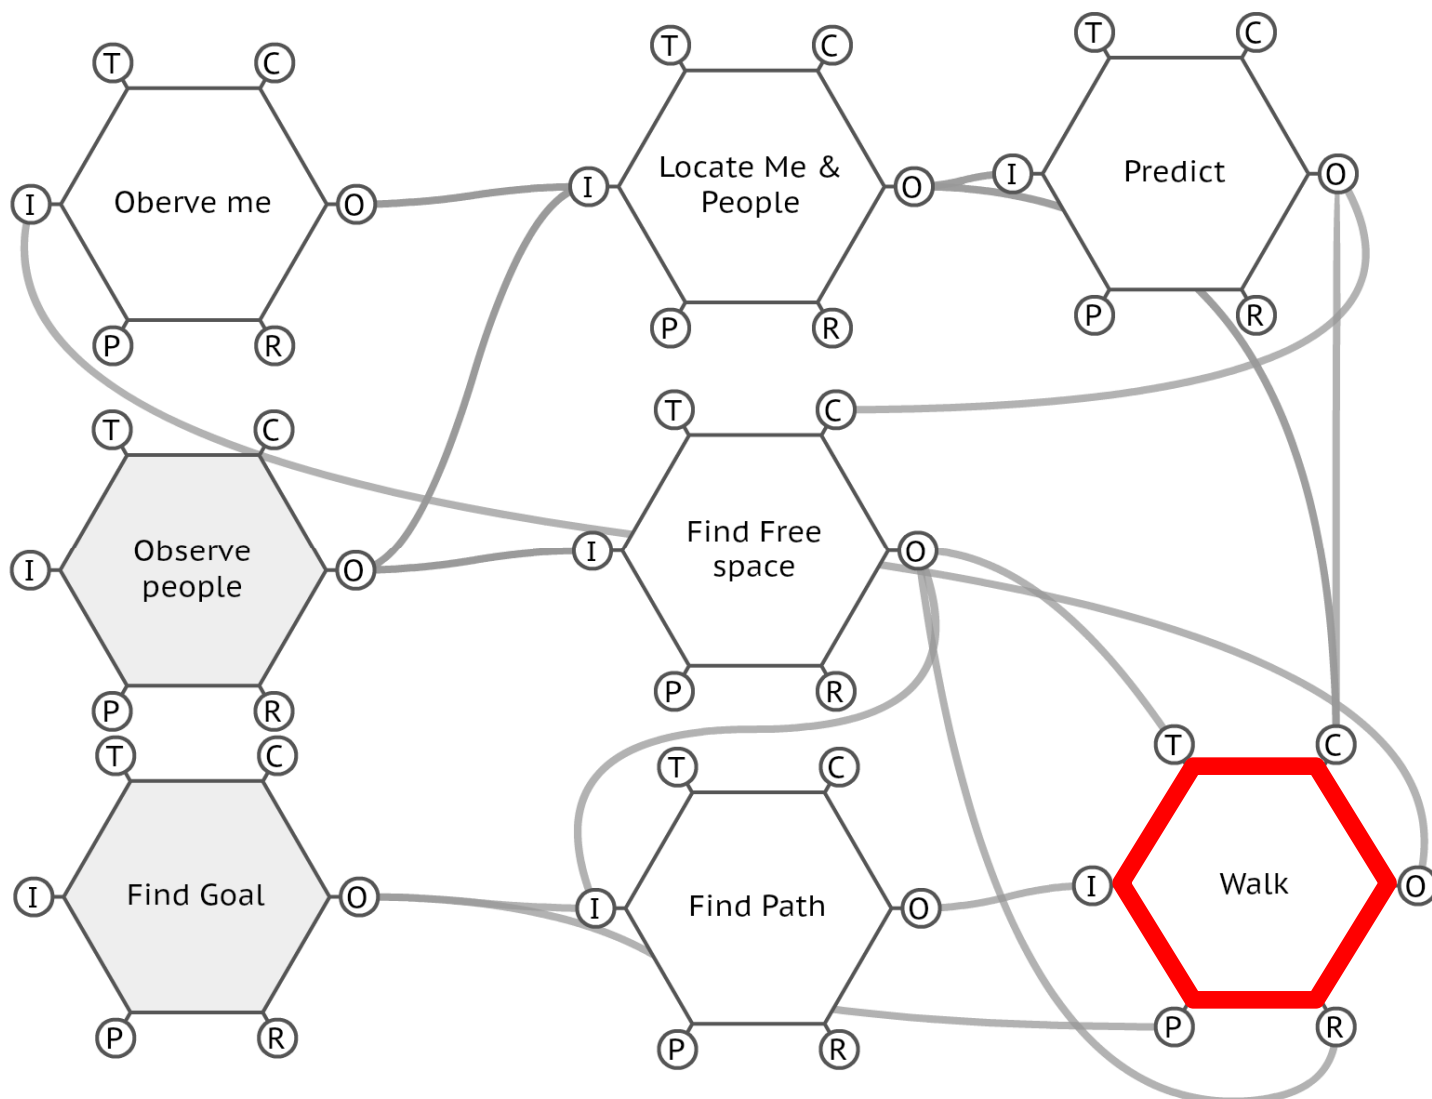 T
C
I
Oberve me
O
P
R
T
C
I
Locate Me &
People
O
P
R
T
C
I
Predict
O
P
R
T
C
I
Observe
people
O
P
R
T
C
I
Find Free
space
O
P
R
T
C
I
Find Goal
O
P
R
T
C
I
Find Path
O
P
R
T
C
I
Walk
O
P
R